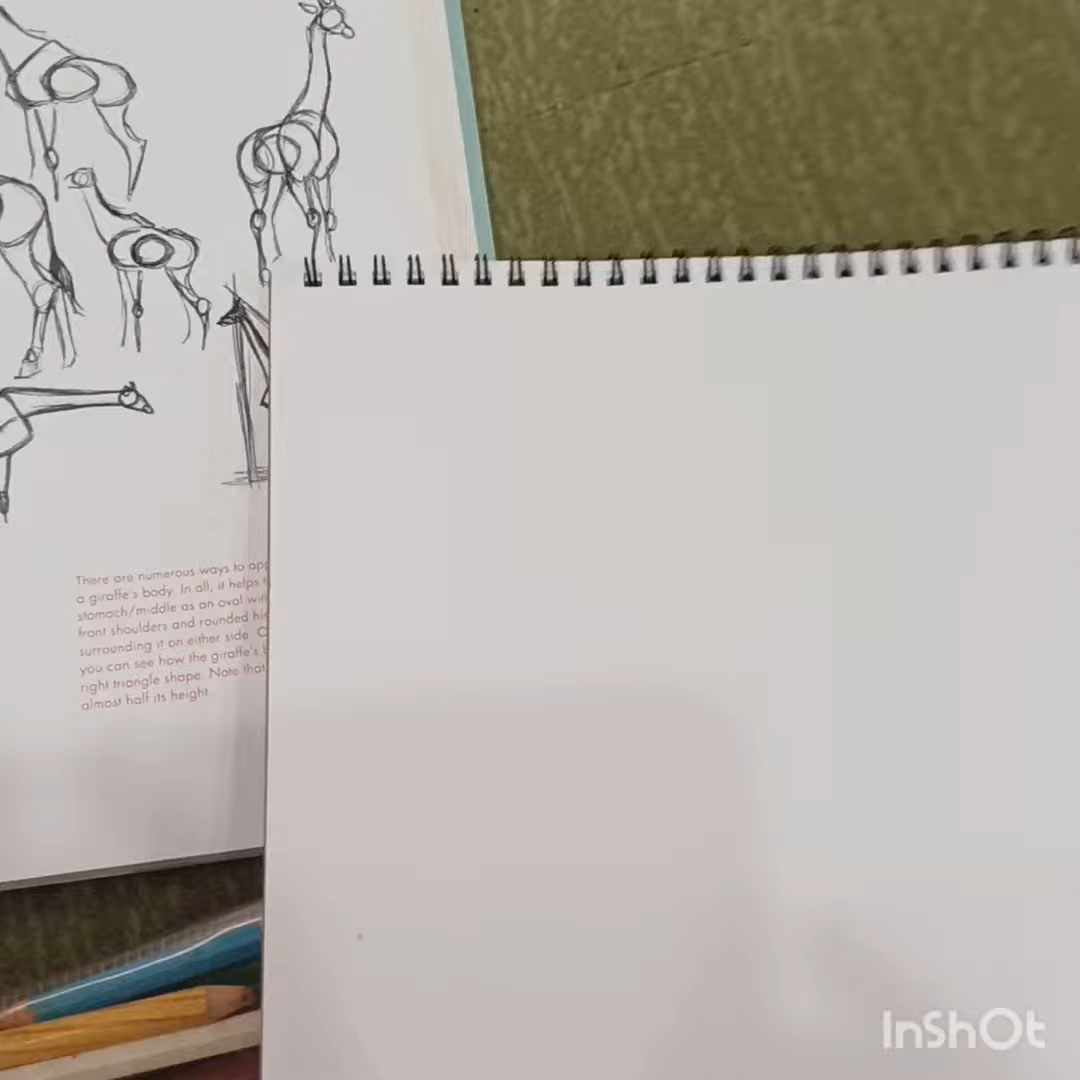 There are numerous ways to app
a giraffe's body. In all, it helps t
stomach/middle as an oval with
front shoulders and rounded hi
surrounding it on either side. O
you can see how the giraffe's
right triangle shape. Note that
almost half its height.
InShOt